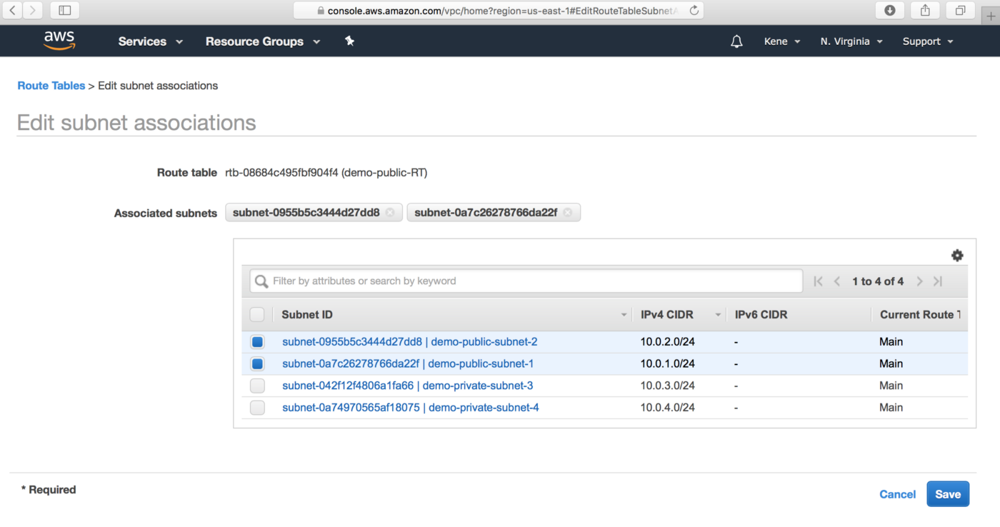 console.aws.amazon.com/vpc/home?region=us-east-1#EditRouteTableSubnetA
aws Services Resource Groups Kene N. Virginia Support
Route Tables > Edit subnet associations
Edit subnet associations
Route table rtb-08684c495fbf904f4 (demo-public-RT)
Associated subnets subnet-0955b5c3444d27dd8 subnet-0a7c26278766da22f
Filter by attributes or search by keyword 1 to 4 of 4
Subnet ID IPv4 CIDR IPv6 CIDR Current Route T
subnet-0955b5c3444d27dd8 | demo-public-subnet-2 10.0.2.0/24 - Main
subnet-0a7c26278766da22f | demo-public-subnet-1 10.0.1.0/24 - Main
subnet-042f12f4806a1fa66 | demo-private-subnet-3 10.0.3.0/24 - Main
subnet-0a74970565af18075 | demo-private-subnet-4 10.0.4.0/24 - Main
* Required Cancel Save